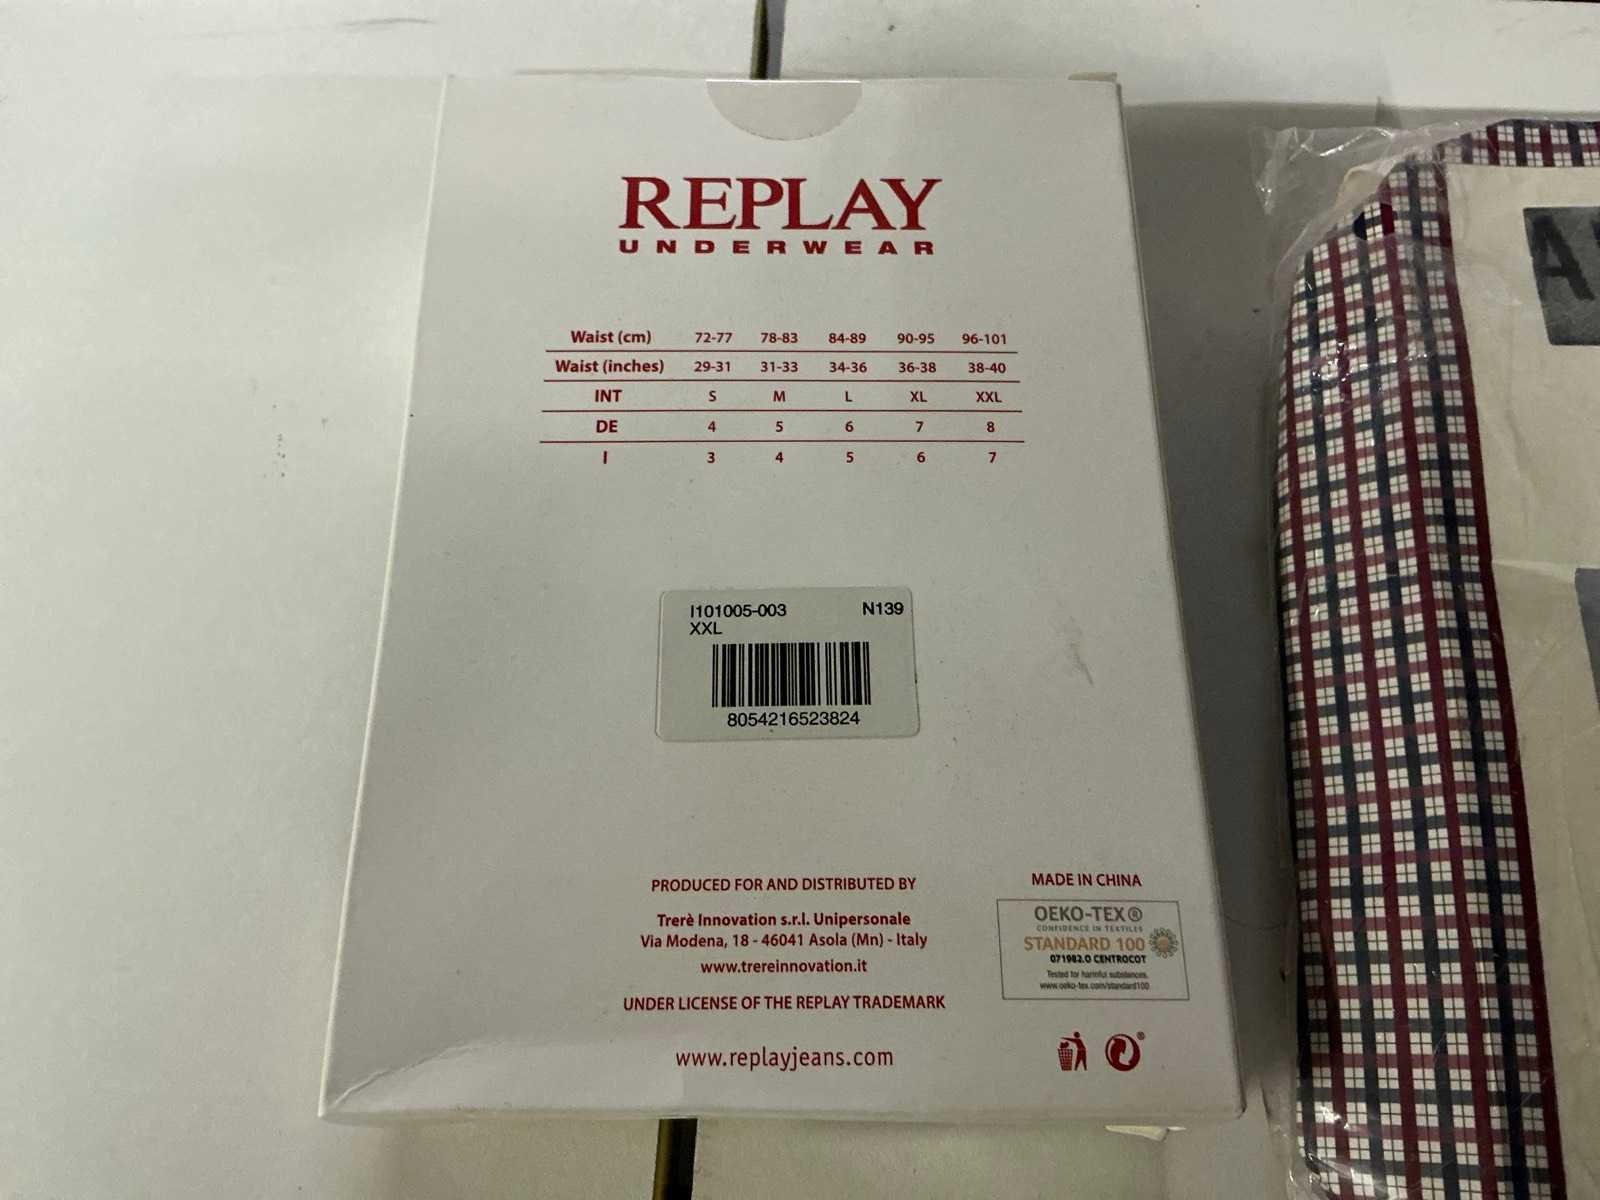 REPLAY
UNDERWEAR
Waist (cm) 72-77 78-83 84-89 90-95 96-101
Waist (inches) 29-31 31-33 34-36 36-38 38-40
INT S M L XL XXL
DE 4 5 6 7 8
I 3 4 5 6 7
I101005-003 N139
XXL
8054216523824
PRODUCED FOR AND DISTRIBUTED BY
Trerè Innovation s.r.l. Unipersonale
Via Modena, 18 - 46041 Asola (Mn) - Italy
www.trereinnovation.it
UNDER LICENSE OF THE REPLAY TRADEMARK
www.replayjeans.com
MADE IN CHINA
OEKO-TEX®
CONFIDENCE IN TEXTILES
STANDARD 100
071982.0 CENTROCOT
Tested for harmful substances.
www.oeko-tex.com/standard100